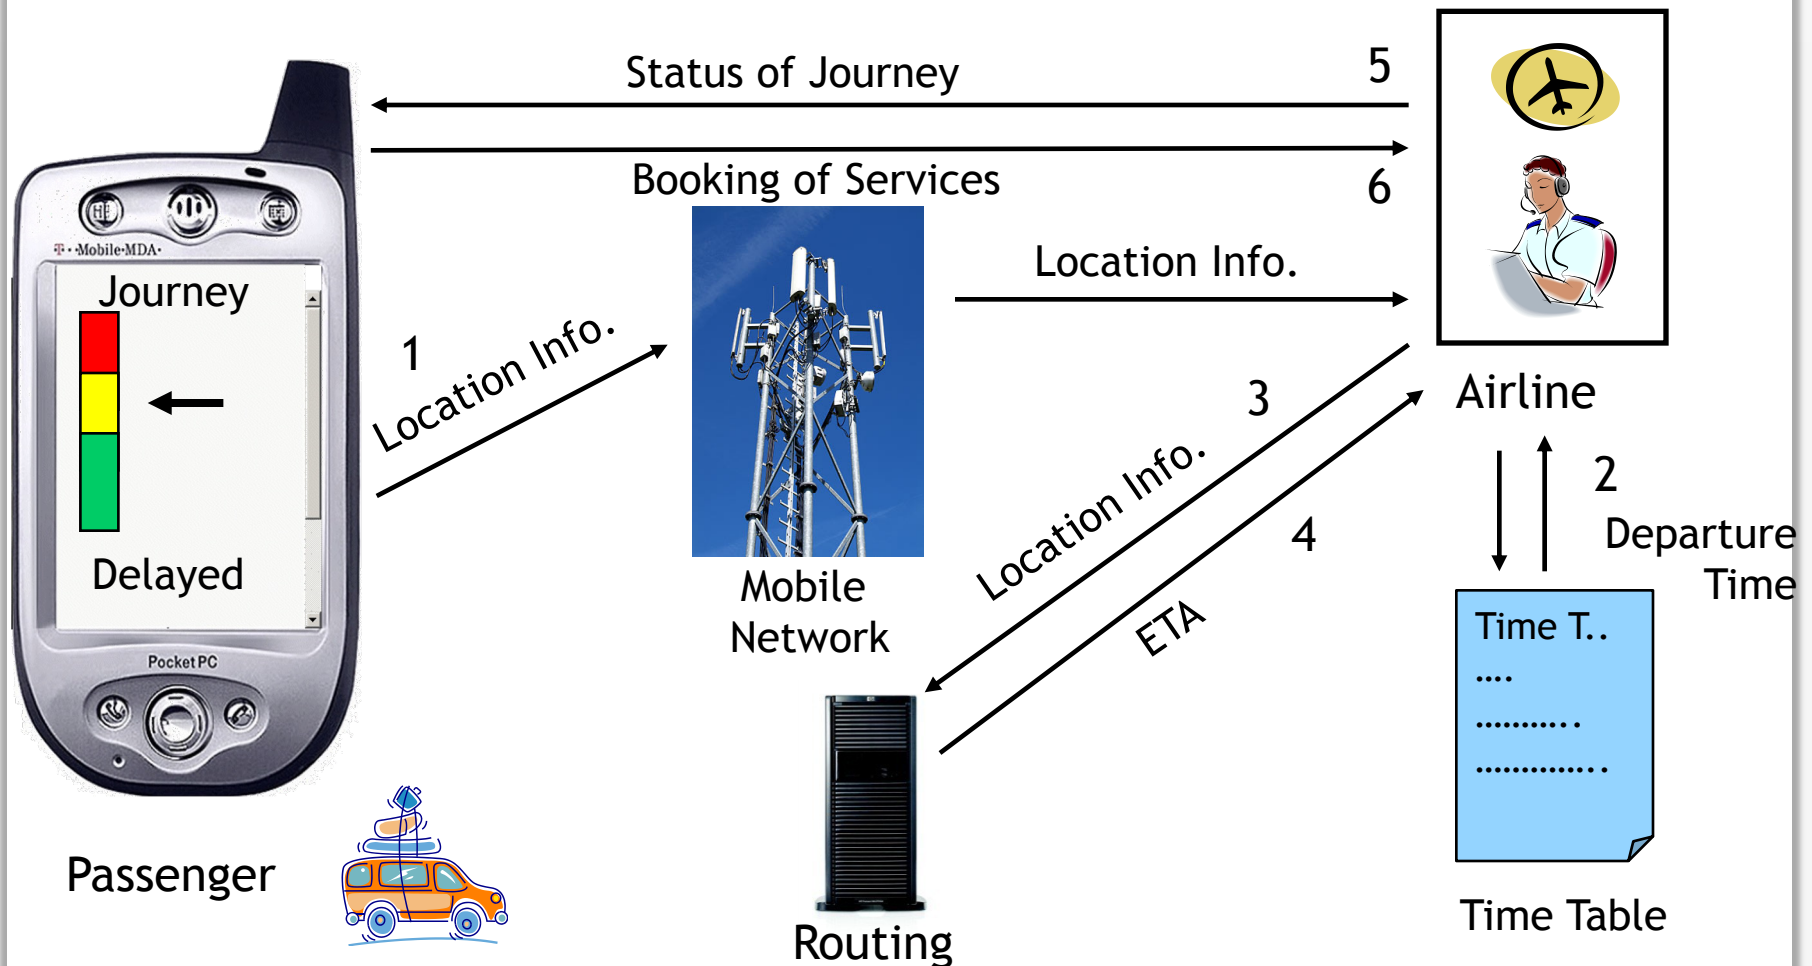 Status of Journey
5
Booking of Services
6
T··Mobile·MDA·
Journey
Delayed
Pocket PC
1
Location Info.
Location Info.
Mobile
Network
3
Location Info.
4
ETA
Airline
2
Departure
Time
Time T..
....
...........
..............
Passenger
Routing
Time Table